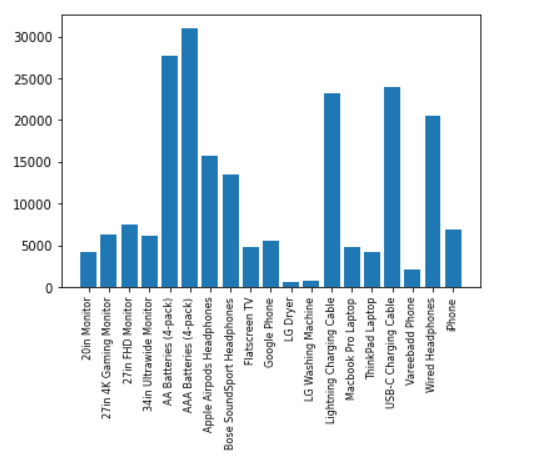 30000
25000
20000
15000
10000
5000
0
20in Monitor
27in 4K Gaming Monitor
27in FHD Monitor
34in Ultrawide Monitor
AA Batteries (4-pack)
AAA Batteries (4-pack)
Apple Airpods Headphones
Bose SoundSport Headphones
Flatscreen TV
Google Phone
LG Dryer
LG Washing Machine
Lightning Charging Cable
Macbook Pro Laptop
ThinkPad Laptop
USB-C Charging Cable
Vareebadd Phone
Wired Headphones
iPhone